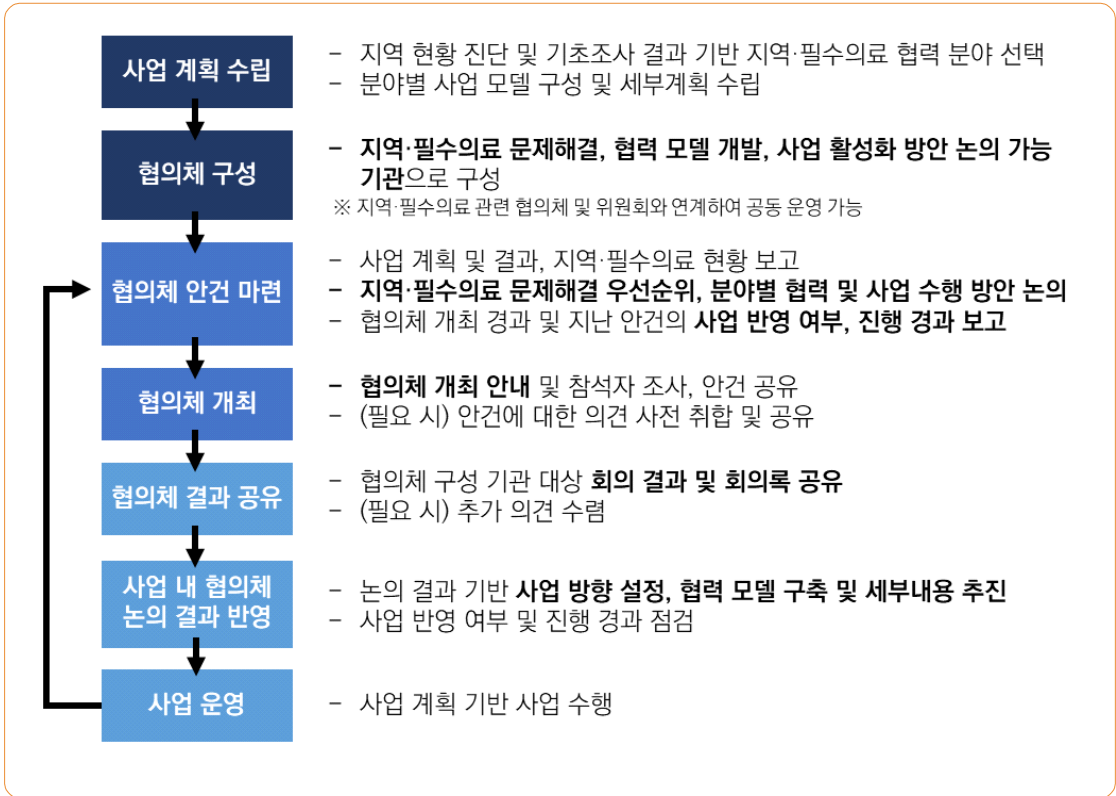 사업 계획 수립
- 지역 현황 진단 및 기초조사 결과 기반 지역·필수의료 협력 분야 선택
- 분야별 사업 모델 구성 및 세부계획 수립
협의체 구성
- 지역·필수의료 문제해결, 협력 모델 개발, 사업 활성화 방안 논의 가능
기관으로 구성
※ 지역·필수의료 관련 협의체 및 위원회와 연계하여 공동 운영 가능
협의체 안건 마련
- 사업 계획 및 결과, 지역·필수의료 현황 보고
- 지역·필수의료 문제해결 우선순위, 분야별 협력 및 사업 수행 방안 논의
- 협의체 개최 경과 및 지난 안건의 사업 반영 여부, 진행 경과 보고
협의체 개최
- 협의체 개최 안내 및 참석자 조사, 안건 공유
- (필요 시) 안건에 대한 의견 사전 취합 및 공유
협의체 결과 공유
- 협의체 구성 기관 대상 회의 결과 및 회의록 공유
- (필요 시) 추가 의견 수렴
사업 내 협의체
논의 결과 반영
- 논의 결과 기반 사업 방향 설정, 협력 모델 구축 및 세부내용 추진
- 사업 반영 여부 및 진행 경과 점검
사업 운영
- 사업 계획 기반 사업 수행